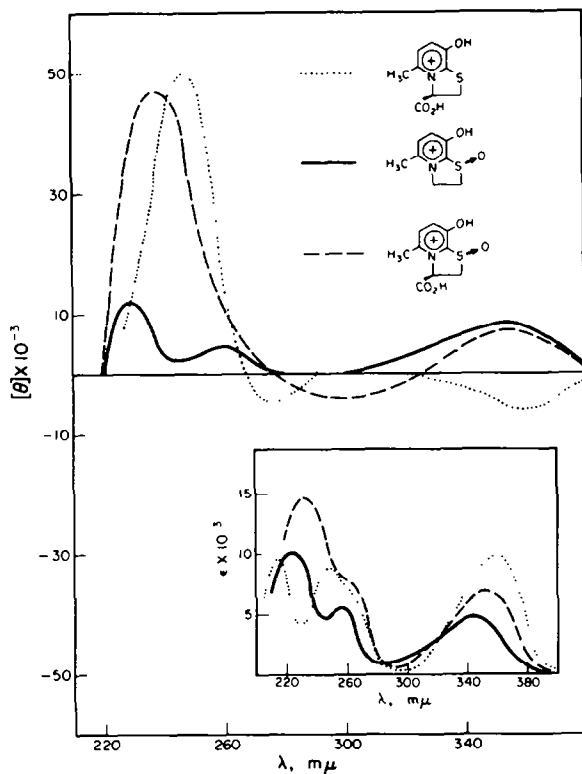 50
30
10
-10
-30
-50
[θ] X 10⁻³
220
260
300
340
λ, mμ
OH
H₃C
+
N
S
CO₂H
OH
H₃C
+
N
S
O
OH
H₃C
+
N
S
O
CO₂H
15
10
5
ε X 10⁻³
220
260
300
340
400
λ, mμ